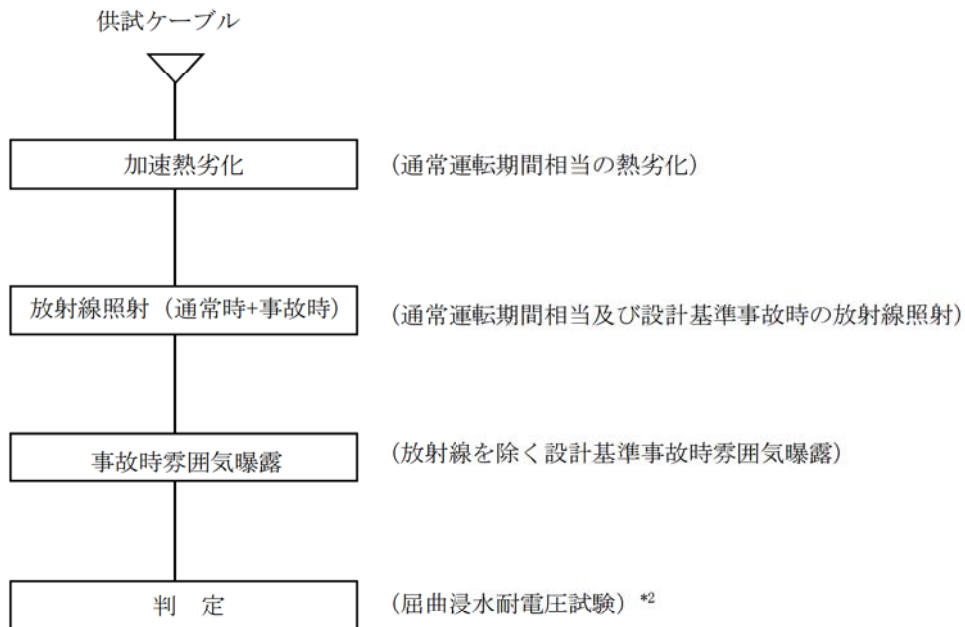 供試ケーブル
加速熱劣化
(通常運転期間相当の熱劣化)
放射線照射(通常時+事故時)
(通常運転期間相当及び設計基準事故時の放射線照射)
事故時雰囲気曝露
(放射線を除く設計基準事故時雰囲気曝露)
判 定
(屈曲浸水耐電圧試験)*2